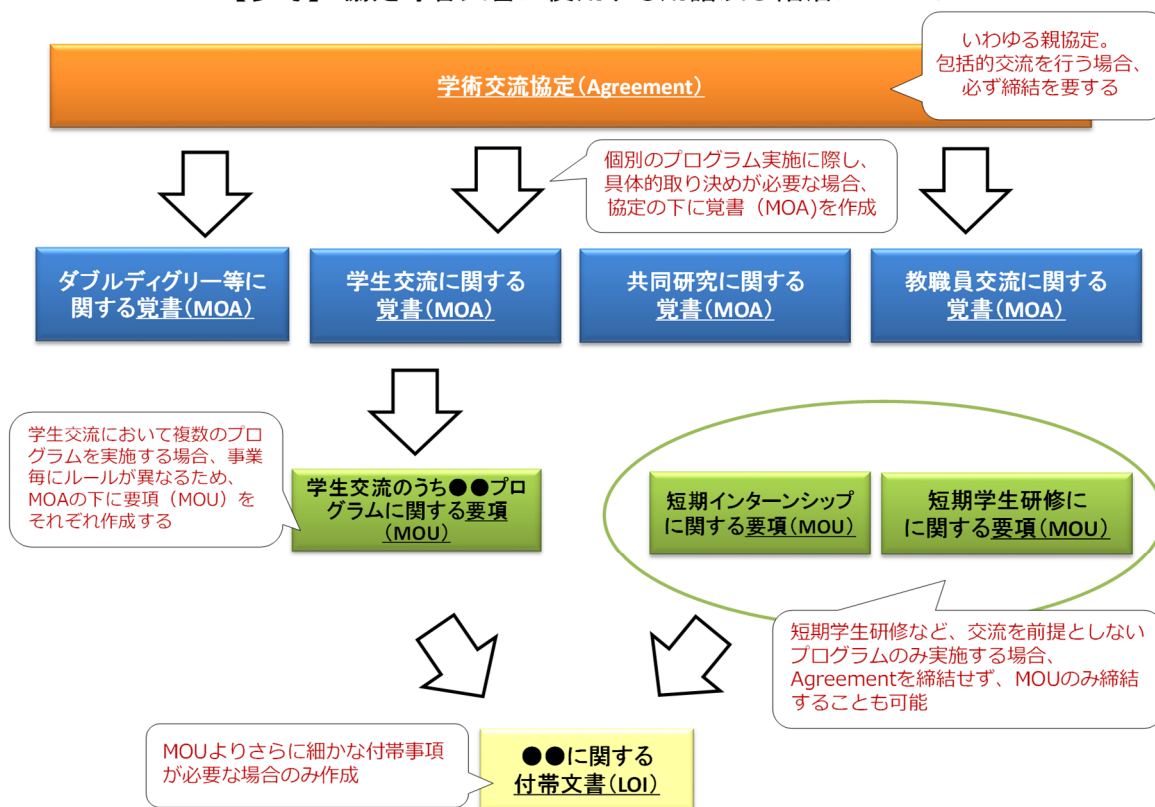 いわゆる親協定。
包括的交流を行う場合、
必ず締結を要する
学術交流協定(Agreement)
個別のプログラム実施に際し、
具体的取り決めが必要な場合、
協定の下に覚書（MOA)を作成
ダブルディグリー等に
関する覚書(MOA)
学生交流に関する
覚書(MOA)
共同研究に関する
覚書(MOA)
教職員交流に関する
覚書(MOA)
学生交流において複数のプロ
グラムを実施する場合、事業
毎にルールが異なるため、
MOAの下に要項（MOU）を
それぞれ作成する
学生交流のうち●●プロ
グラムに関する要項
(MOU)
短期インターンシップ
に関する要項(MOU)
短期学生研修に
に関する要項(MOU)
短期学生研修など、交流を前提としない
プログラムのみ実施する場合、
Agreementを締結せず、MOUのみ締結
することも可能
MOUよりさらに細かな付帯事項
が必要な場合のみ作成
●●に関する
付帯文書(LOI)